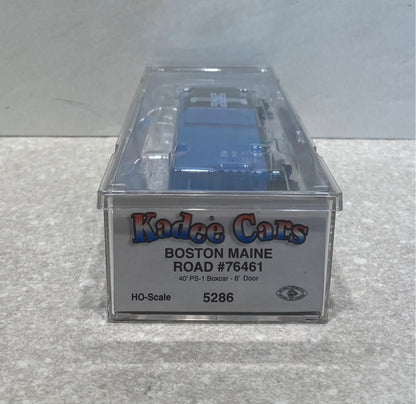 Kadee Cars
BOSTON MAINE
ROAD #76461
40' PS-1 Boxcar - 8' Door
HO-Scale 5286